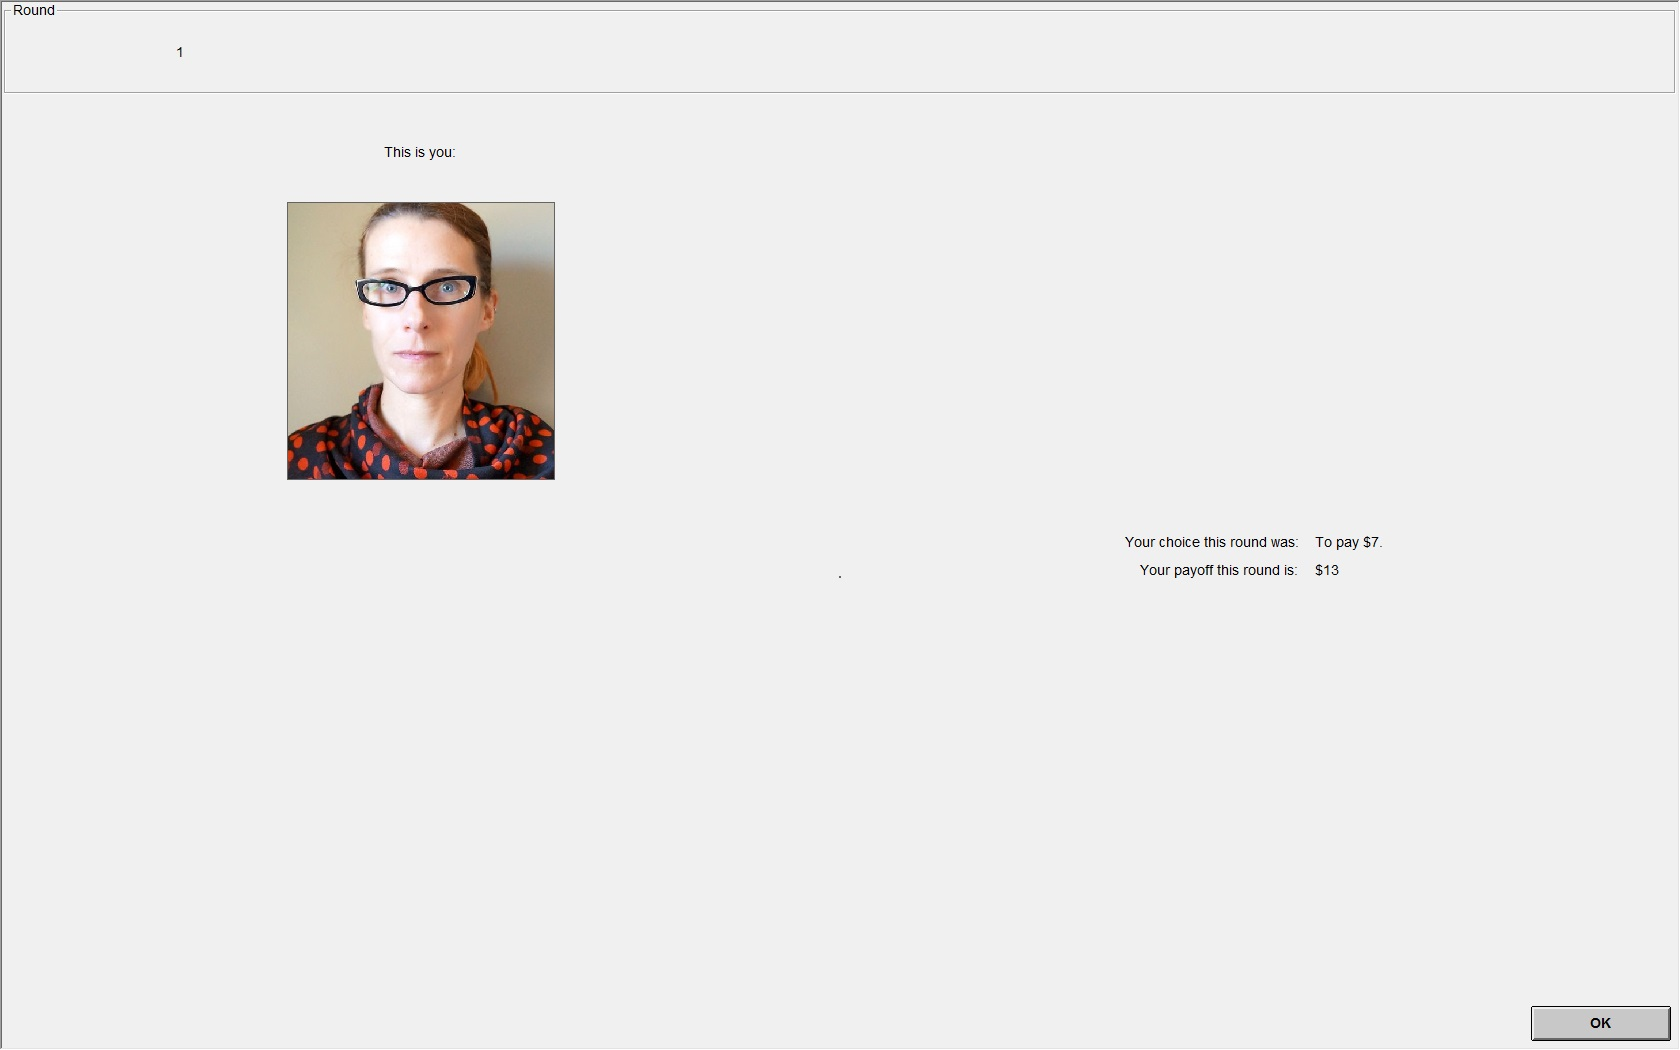 Round
1
This is you:
Your choice this round was: To pay $7.
Your payoff this round is: $13
.
OK